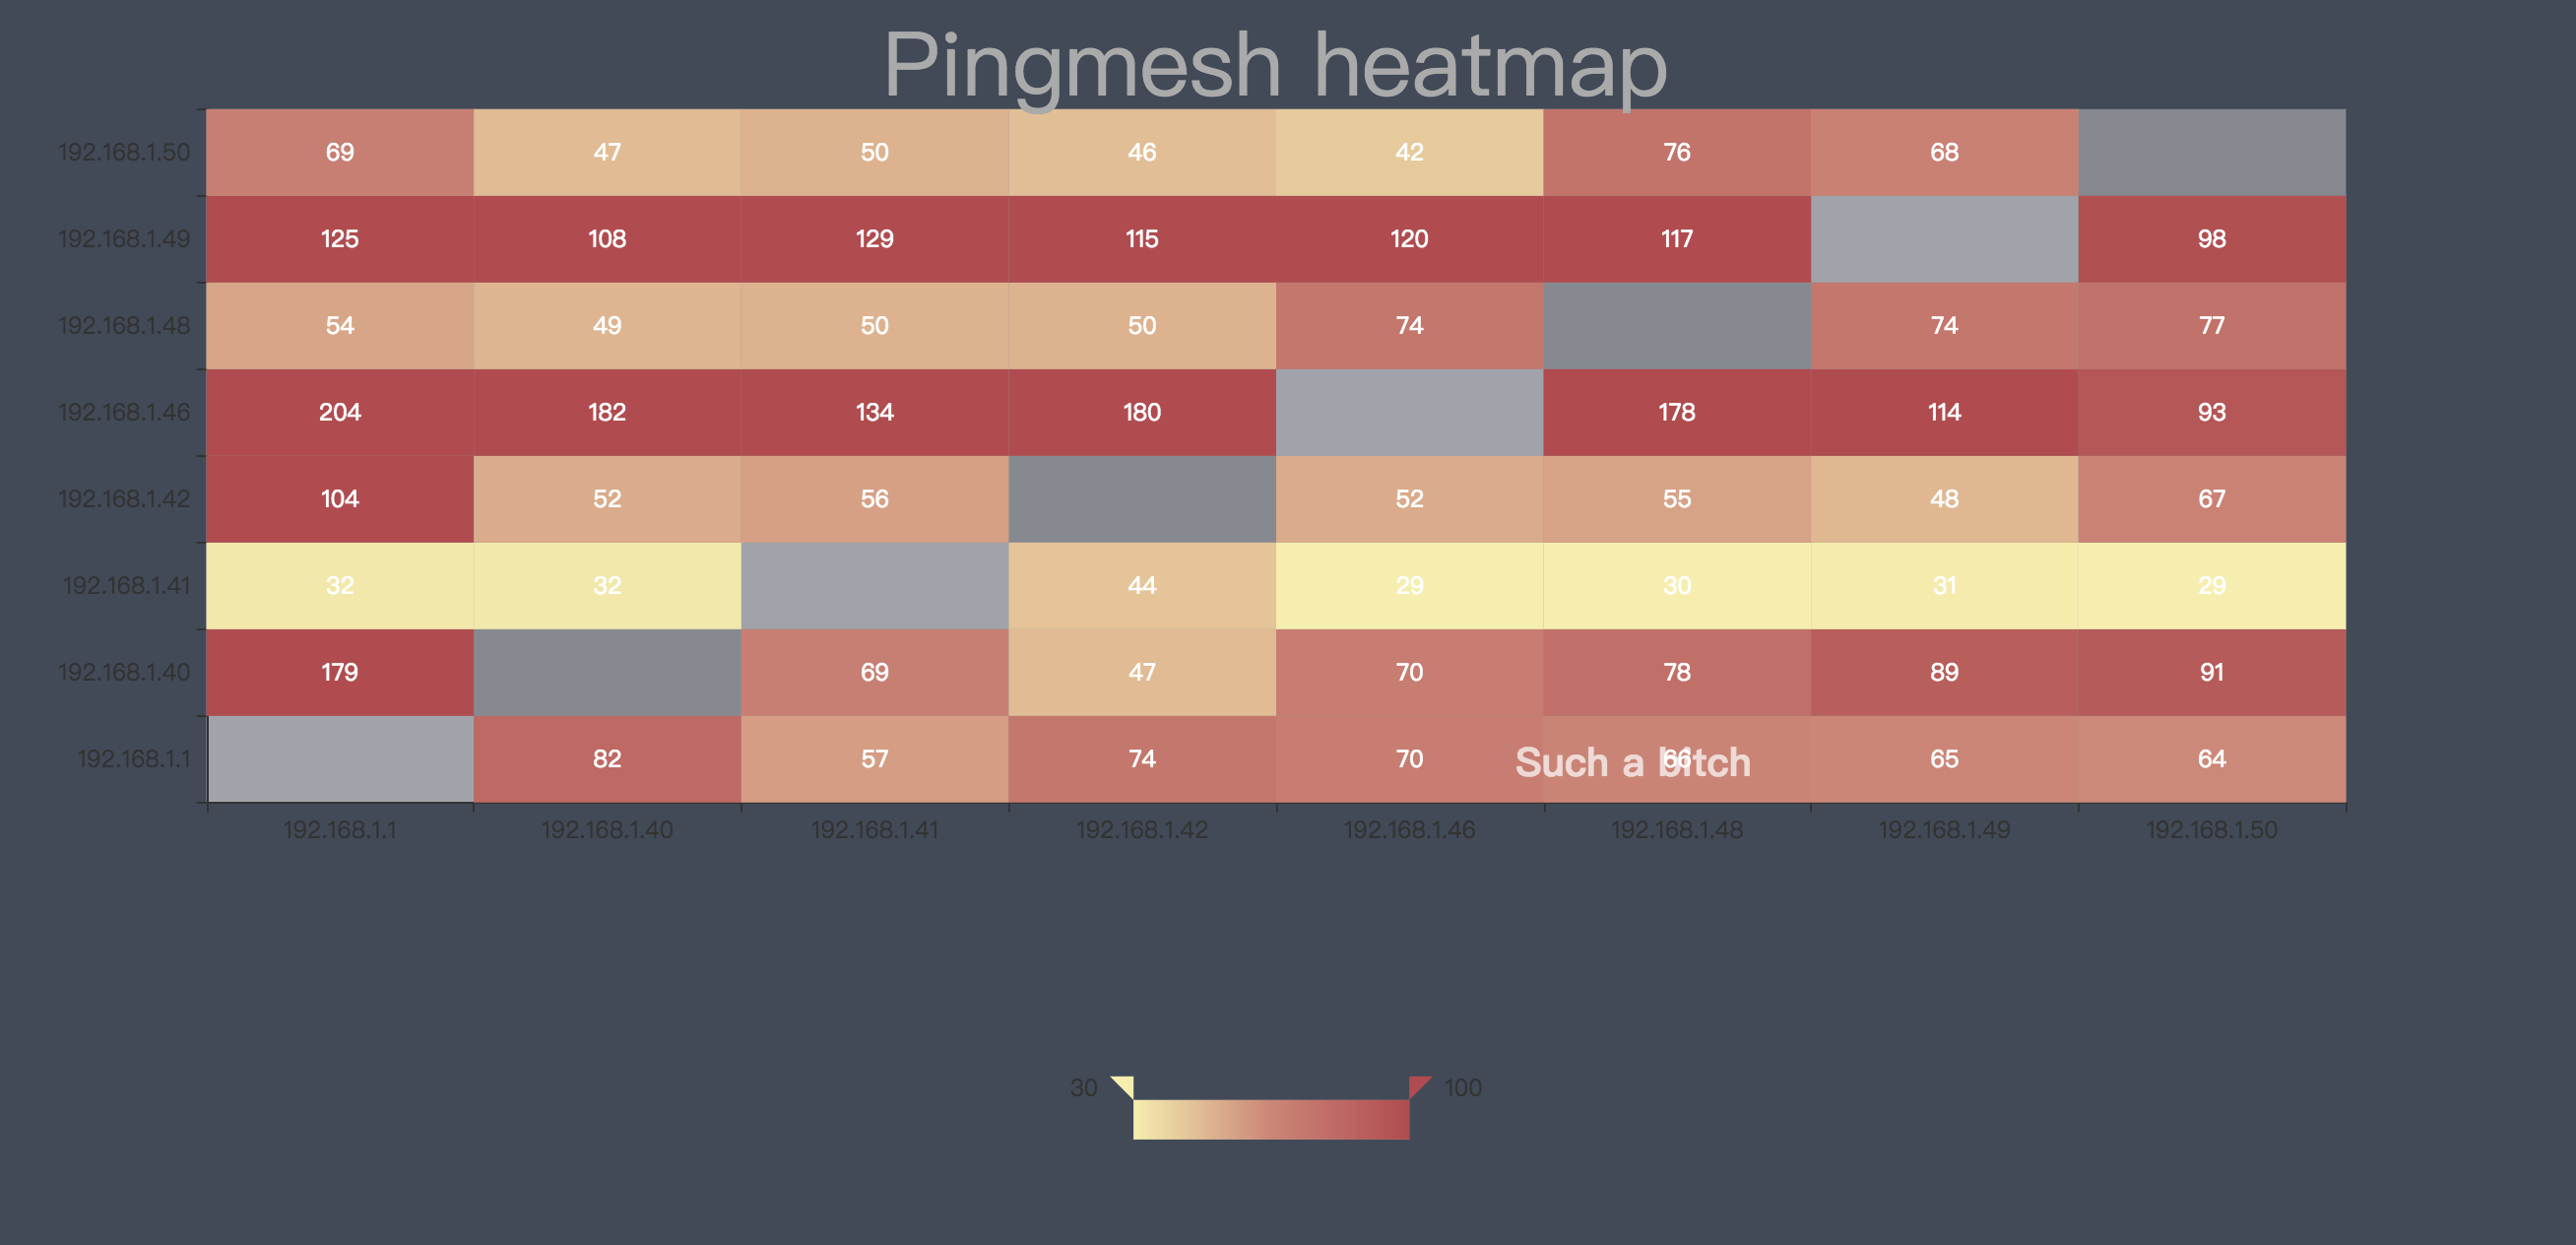 Pingmesh heatmap
192.168.1.50 69 47 50 46 42 76 68
192.168.1.49 125 108 129 115 120 117 98
192.168.1.48 54 49 50 50 74 74 77
192.168.1.46 204 182 134 180 178 114 93
192.168.1.42 104 52 56 52 55 48 67
192.168.1.41 32 32 44 29 30 31 29
192.168.1.40 179 69 47 70 78 89 91
192.168.1.1 82 57 74 70 66 65 64
Such a bitch
192.168.1.1 192.168.1.40 192.168.1.41 192.168.1.42 192.168.1.46 192.168.1.48 192.168.1.49 192.168.1.50
30 100